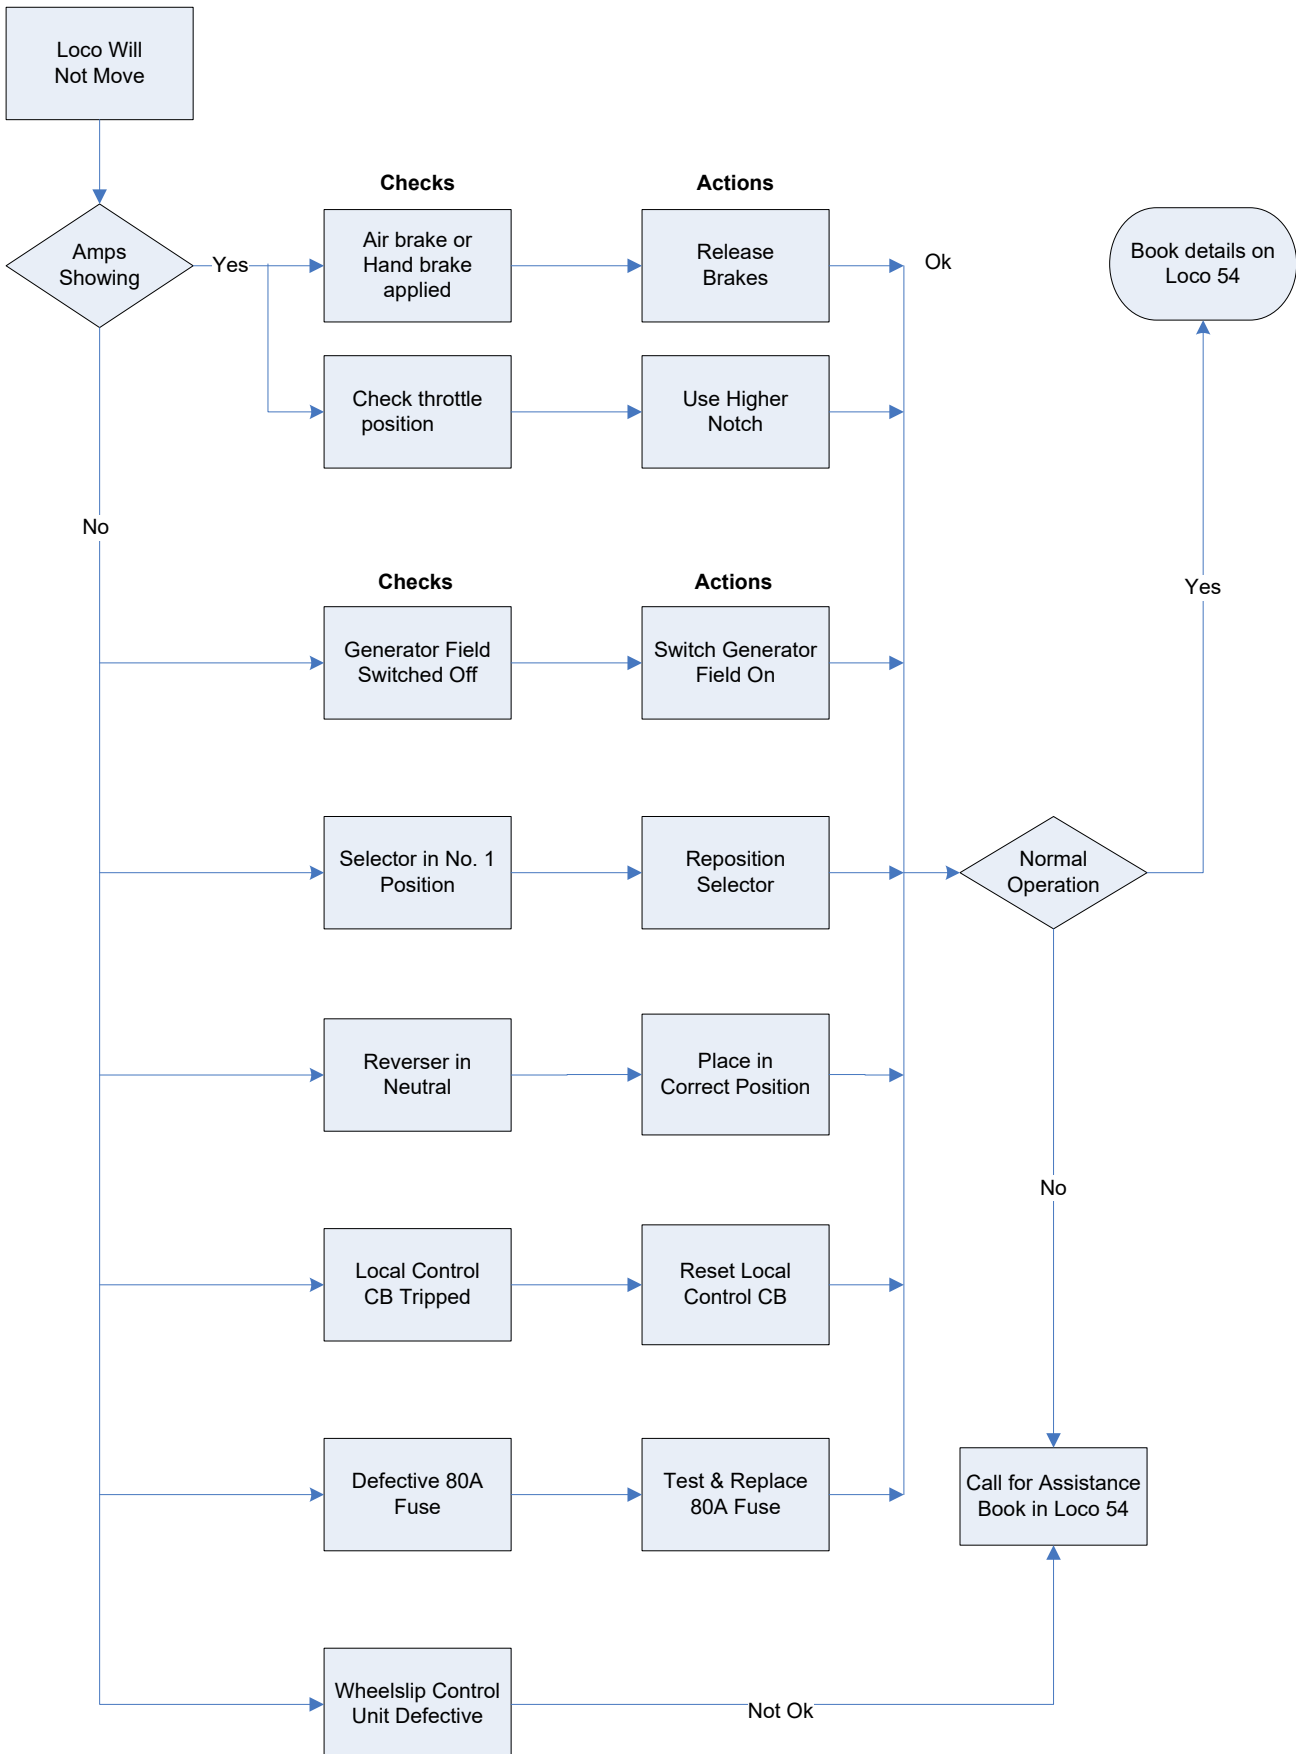 Loco Will
Not Move
Checks
Actions
Amps
Showing
Yes
Air brake or
Hand brake
applied
Release
Brakes
Ok
Book details on
Loco 54
Check throttle
position
Use Higher
Notch
No
Checks
Actions
Generator Field
Switched Off
Switch Generator
Field On
Yes
Selector in No. 1
Position
Reposition
Selector
Normal
Operation
Reverser in
Neutral
Place in
Correct Position
No
Local Control
CB Tripped
Reset Local
Control CB
Defective 80A
Fuse
Test & Replace
80A Fuse
Call for Assistance
Book in Loco 54
Wheelslip Control
Unit Defective
Not Ok